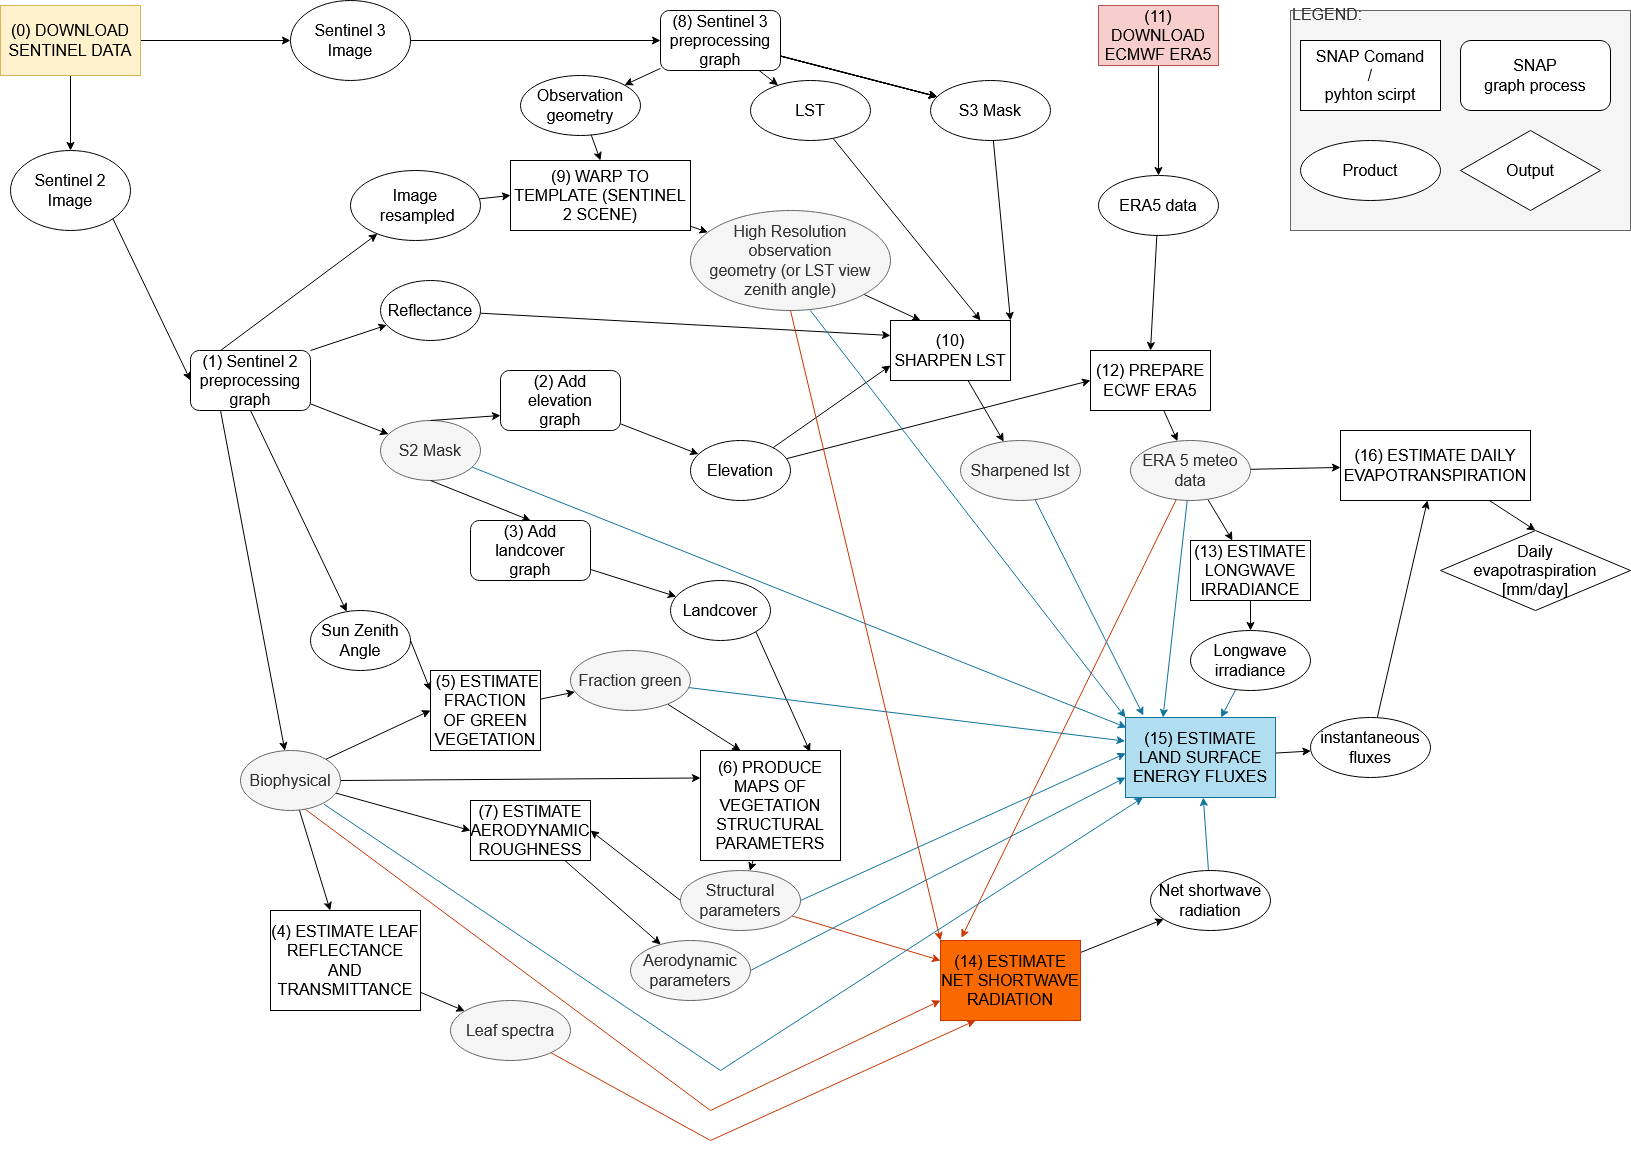 (0) DOWNLOAD
SENTINEL DATA
Sentinel 3
Image
(8) Sentinel 3
preprocessing
graph
(11)
DOWNLOAD
ECMWF ERA5
LEGEND:
SNAP Comand
/
pyhton scirpt
SNAP
graph process
Product
Output
Observation
geometry
LST
S3 Mask
Sentinel 2
Image
Image
resampled
(9) WARP TO
TEMPLATE (SENTINEL
2 SCENE)
ERA5 data
High Resolution
observation
geometry (or LST view
zenith angle)
Reflectance
(10)
SHARPEN LST
(1) Sentinel 2
preprocessing
graph
(2) Add
elevation
graph
(12) PREPARE
ECWF ERA5
S2 Mask
Elevation
Sharpened lst
ERA 5 meteo
data
(16) ESTIMATE DAILY
EVAPOTRANSPIRATION
(3) Add
landcover
graph
(13) ESTIMATE
LONGWAVE
IRRADIANCE
Daily
evapotraspiration
[mm/day]
Landcover
Sun Zenith
Angle
Longwave
irradiance
(5) ESTIMATE
FRACTION
OF GREEN
VEGETATION
Fraction green
(15) ESTIMATE
LAND SURFACE
ENERGY FLUXES
instantaneous
fluxes
Biophysical
(6) PRODUCE
MAPS OF
VEGETATION
STRUCTURAL
PARAMETERS
(7) ESTIMATE
AERODYNAMIC
ROUGHNESS
Structural
parameters
Net shortwave
radiation
(4) ESTIMATE LEAF
REFLECTANCE
AND
TRANSMITTANCE
Aerodynamic
parameters
(14) ESTIMATE
NET SHORTWAVE
RADIATION
Leaf spectra